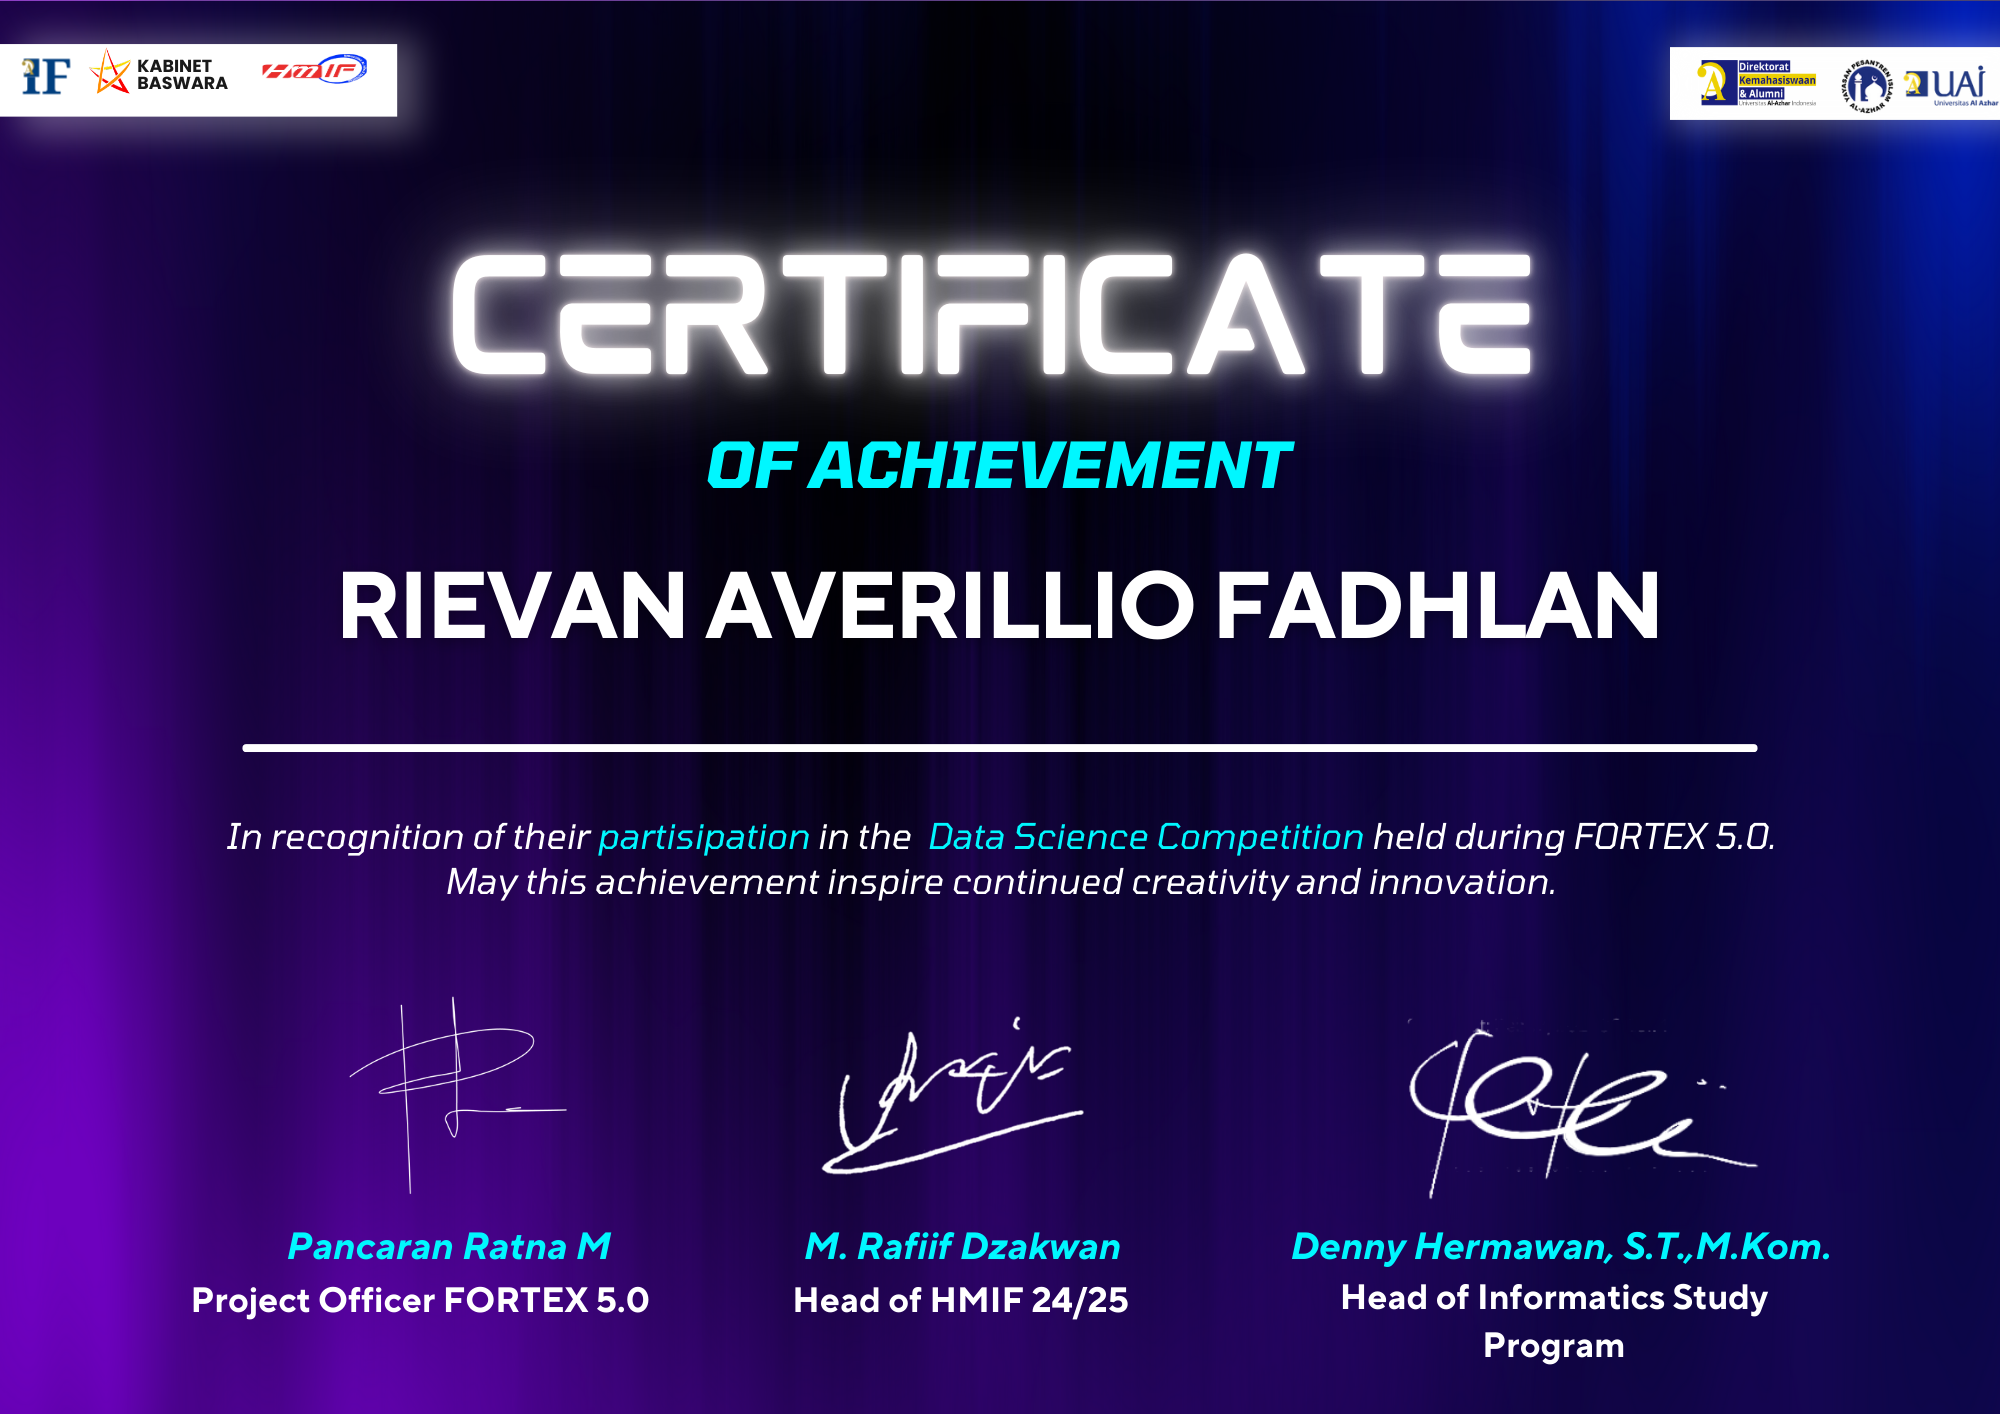 IF
KABINET
BASWARA
HMIF
Direktorat
Kemahasiswaan
& Alumni
Universitas Al-Azhar Indonesia
YAYASAN PESANTREN ISLAM
AL-AZHAR
UAI
Universitas Al Azhar
CERTIFICATE
OF ACHIEVEMENT
RIEVAN AVERILLIO FADHLAN
In recognition of their partisipation in the Data Science Competition held during FORTEX 5.0.
May this achievement inspire continued creativity and innovation.
Pancaran Ratna M
Project Officer FORTEX 5.0
M. Rafiif Dzakwan
Head of HMIF 24/25
Denny Hermawan, S.T.,M.Kom.
Head of Informatics Study
Program